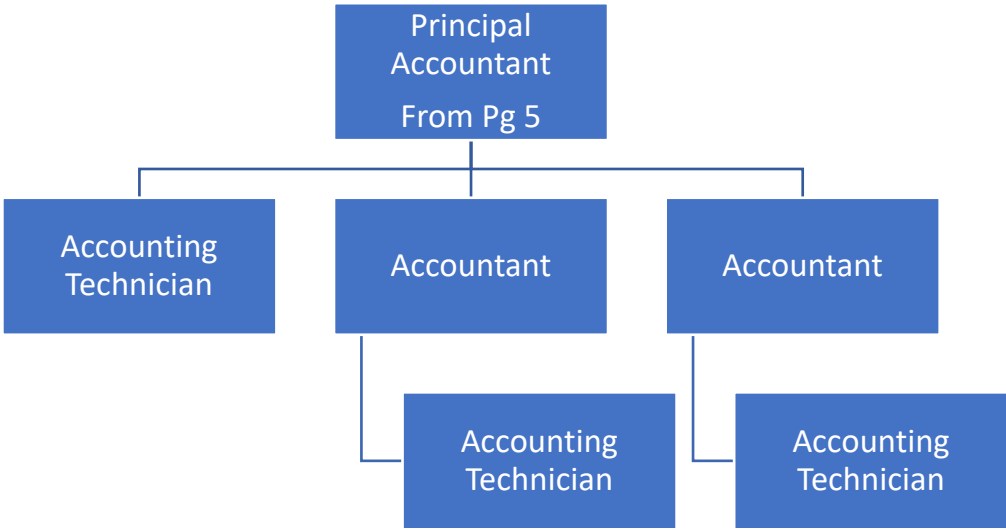 Principal
Accountant
From Pg 5
Accounting
Technician
Accountant
Accountant
Accounting
Technician
Accounting
Technician